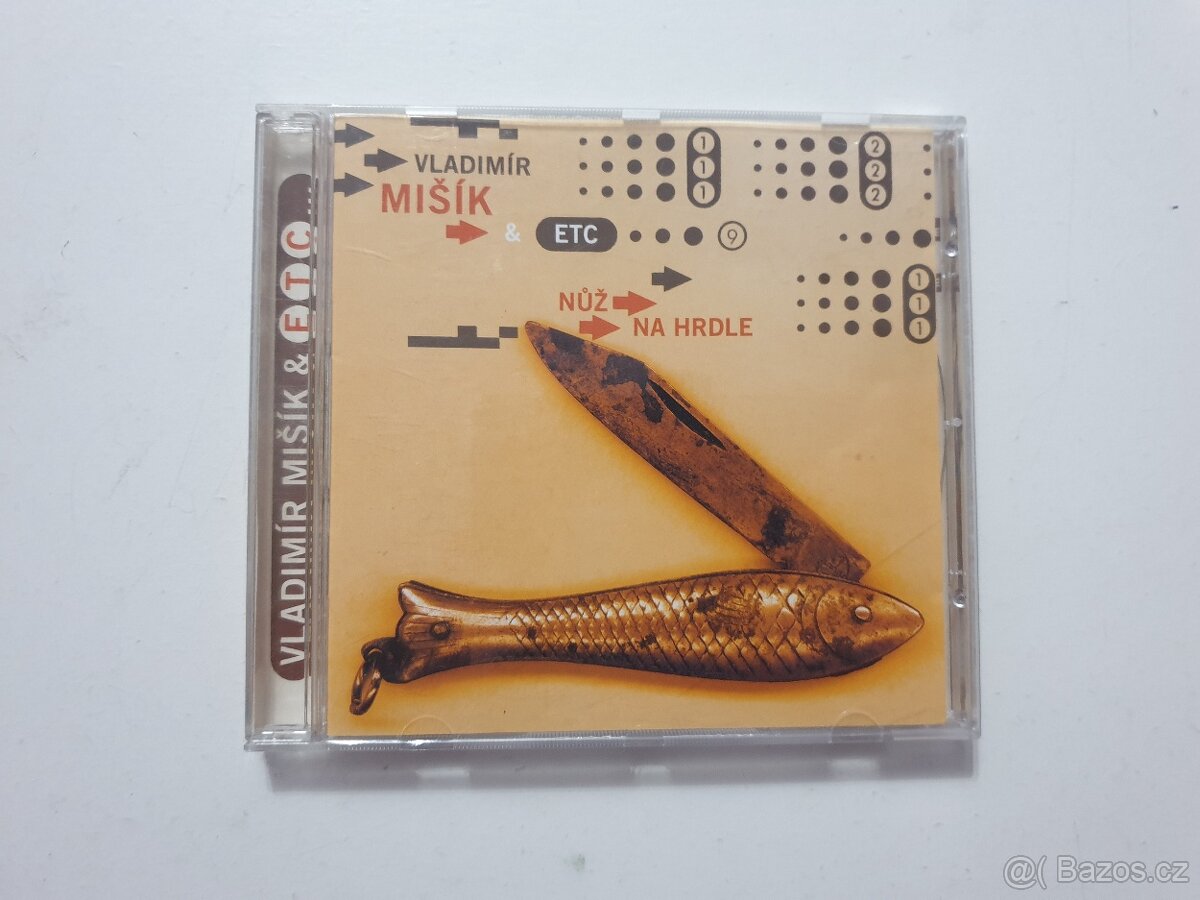 VLADIMÍR
MIŠÍK
& ETC 9
NŮŽ
NA HRDLE
1 2
1 2
1 2
1
1
1
VLADIMÍR MIŠÍK & ETC...
@( Bazos.cz